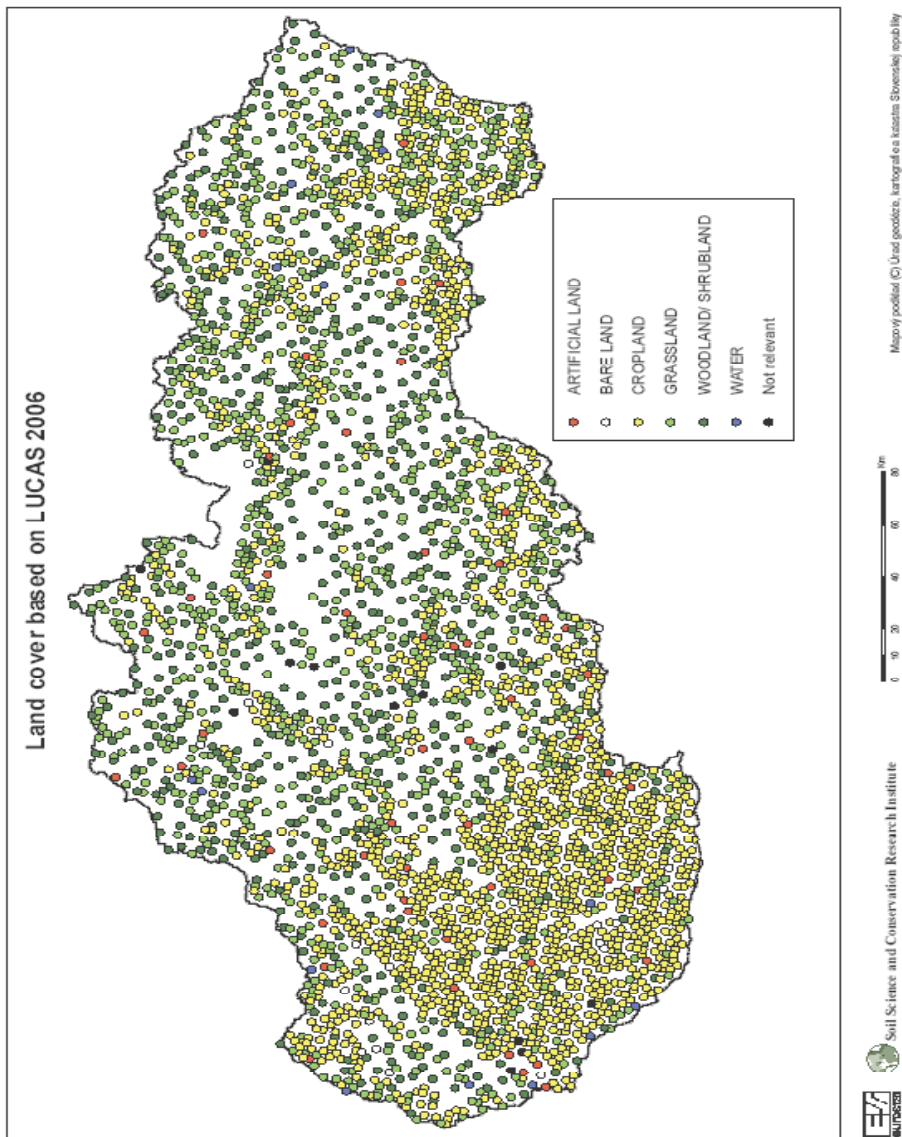 Land cover based on LUCAS 2006
ARTIFICIAL LAND
BARE LAND
CROPLAND
GRASSLAND
WOODLAND/ SHRUBLAND
WATER
Not relevant
0 10 20 40 60 80
Km
Soil Science and Conservation Research Institute
Mapový podklad (C) Úrad geodézie, kartografie a katastra Slovenskej republiky